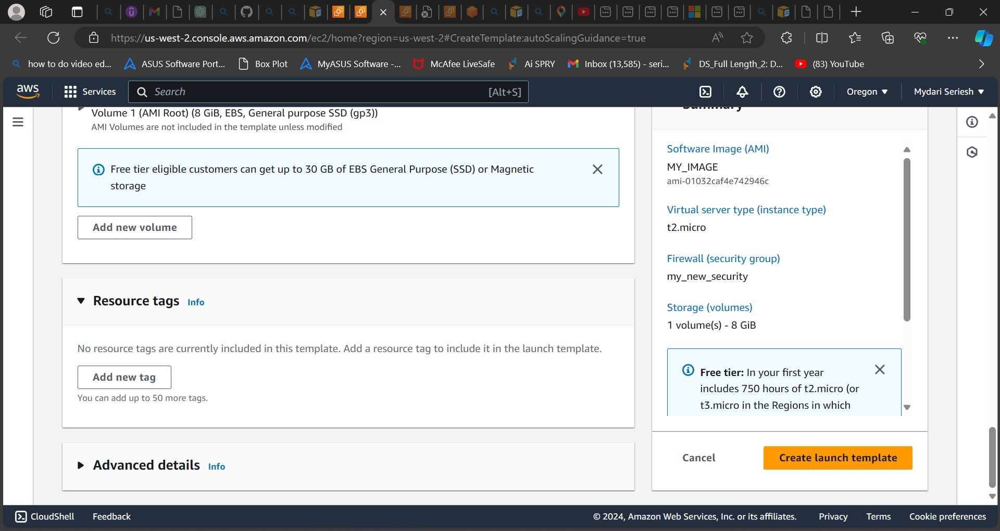 https://us-west-2.console.aws.amazon.com/ec2/home?region=us-west-2#CreateTemplate:autoScalingGuidance=true
how to do video ed...
ASUS Software Port...
Box Plot
MyASUS Software -...
McAfee LiveSafe
Ai SPRY
Inbox (13,585) - seri...
DS_Full Length_2: D...
(83) YouTube
aws
Services
Search
[Alt+S]
Oregon
Mydari Seriesh
Volume 1 (AMI Root) (8 GiB, EBS, General purpose SSD (gp3))
AMI Volumes are not included in the template unless modified
Free tier eligible customers can get up to 30 GB of EBS General Purpose (SSD) or Magnetic
storage
Add new volume
Resource tags Info
No resource tags are currently included in this template. Add a resource tag to include it in the launch template.
Add new tag
You can add up to 50 more tags.
Advanced details Info
Summary
Software Image (AMI)
MY_IMAGE
ami-01032caf4e742946c
Virtual server type (instance type)
t2.micro
Firewall (security group)
my_new_security
Storage (volumes)
1 volume(s) - 8 GiB
Free tier: In your first year
includes 750 hours of t2.micro (or
t3.micro in the Regions in which
Cancel
Create launch template
CloudShell
Feedback
© 2024, Amazon Web Services, Inc. or its affiliates.
Privacy
Terms
Cookie preferences